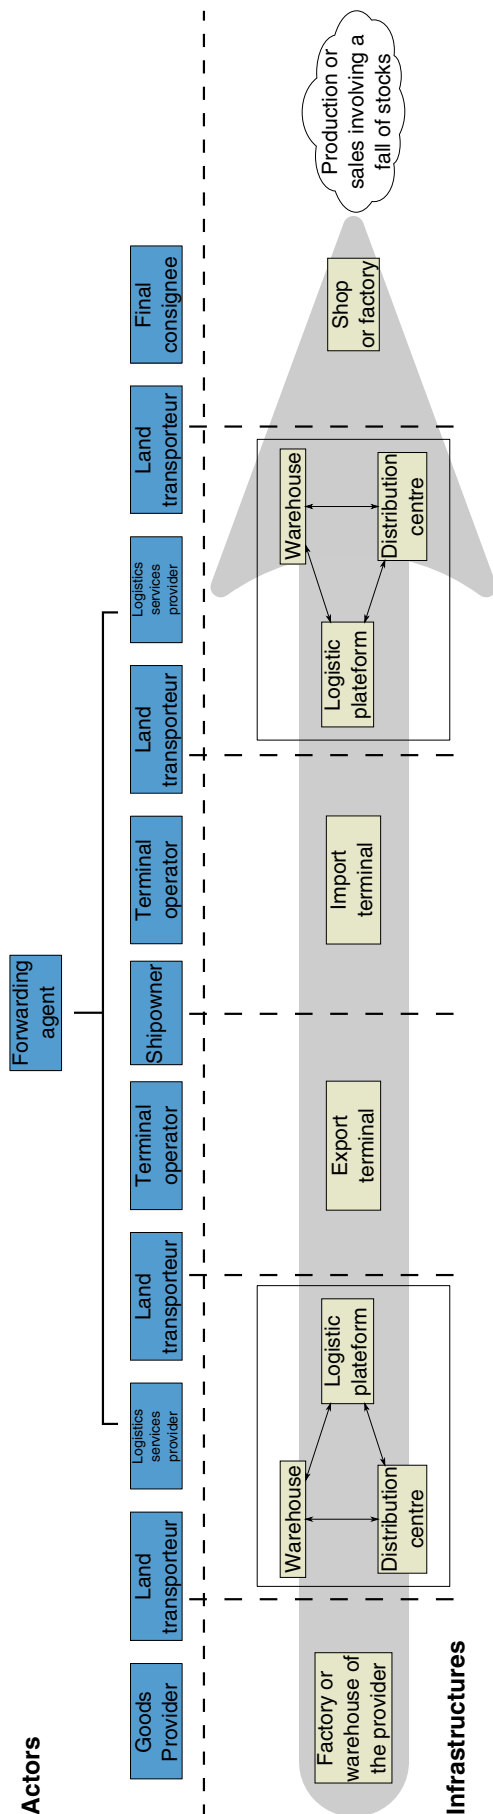 Actors
Forwarding
agent
Goods
Provider
Land
transporteur
Logistics
services
provider
Land
transporteur
Terminal
operator
Shipowner
Terminal
operator
Land
transporteur
Logistics
services
provider
Land
transporteur
Final
consignee
Factory or
warehouse of
the provider
Warehouse
Distribution
centre
Logistic
plateform
Export
terminal
Import
terminal
Logistic
plateform
Warehouse
Distribution
centre
Shop
or factory
Production or
sales involving a
fall of stocks
Infrastructures